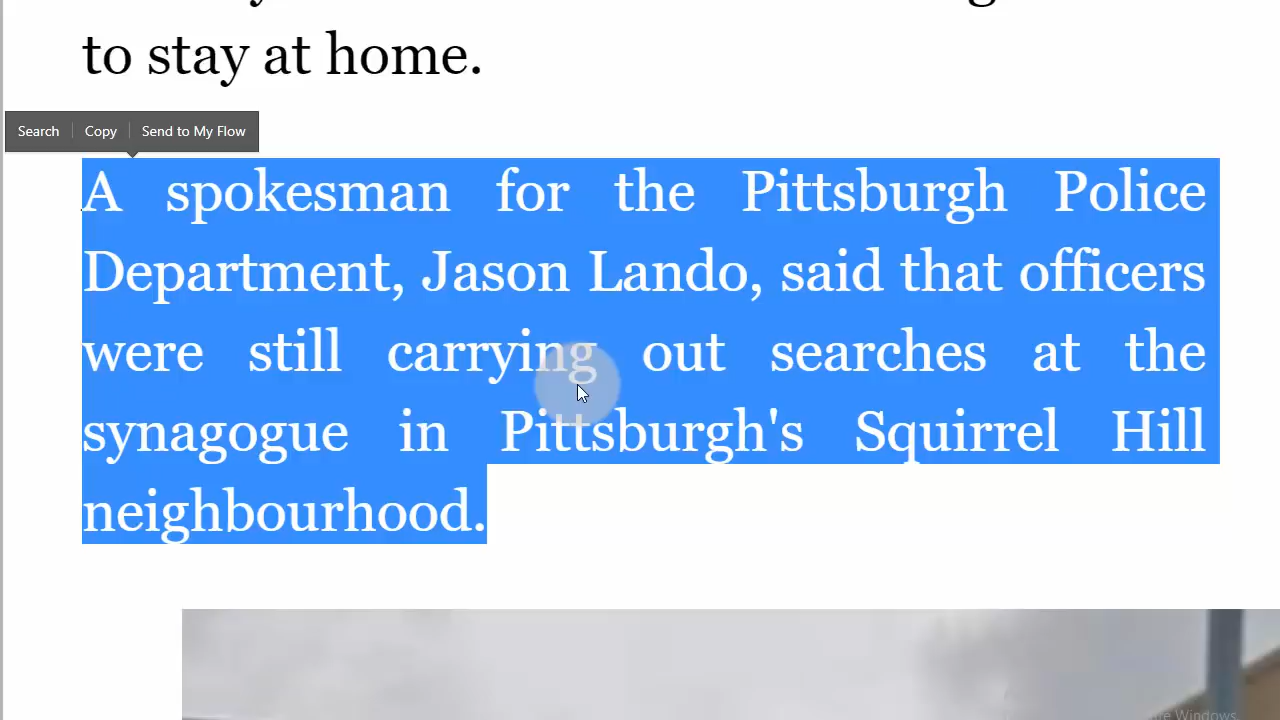 to stay at home.
Search Copy Send to My Flow
A spokesman for the Pittsburgh Police
Department, Jason Lando, said that officers
were still carrying out searches at the
synagogue in Pittsburgh's Squirrel Hill
neighbourhood.
Windows